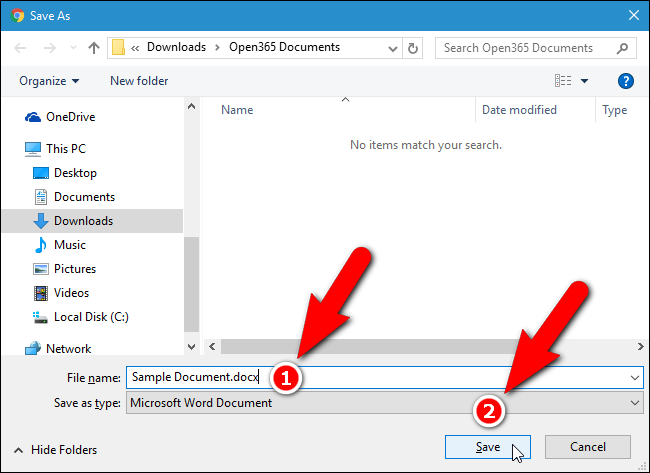 Save As
« Downloads › Open365 Documents
Search Open365 Documents
Organize
New folder
?
Name
Date modified
Type
No items match your search.
OneDrive
This PC
Desktop
Documents
Downloads
Music
Pictures
Videos
Local Disk (C:)
Network
File name: Sample Document.docx
1
Save as type: Microsoft Word Document
2
Hide Folders
Save
Cancel